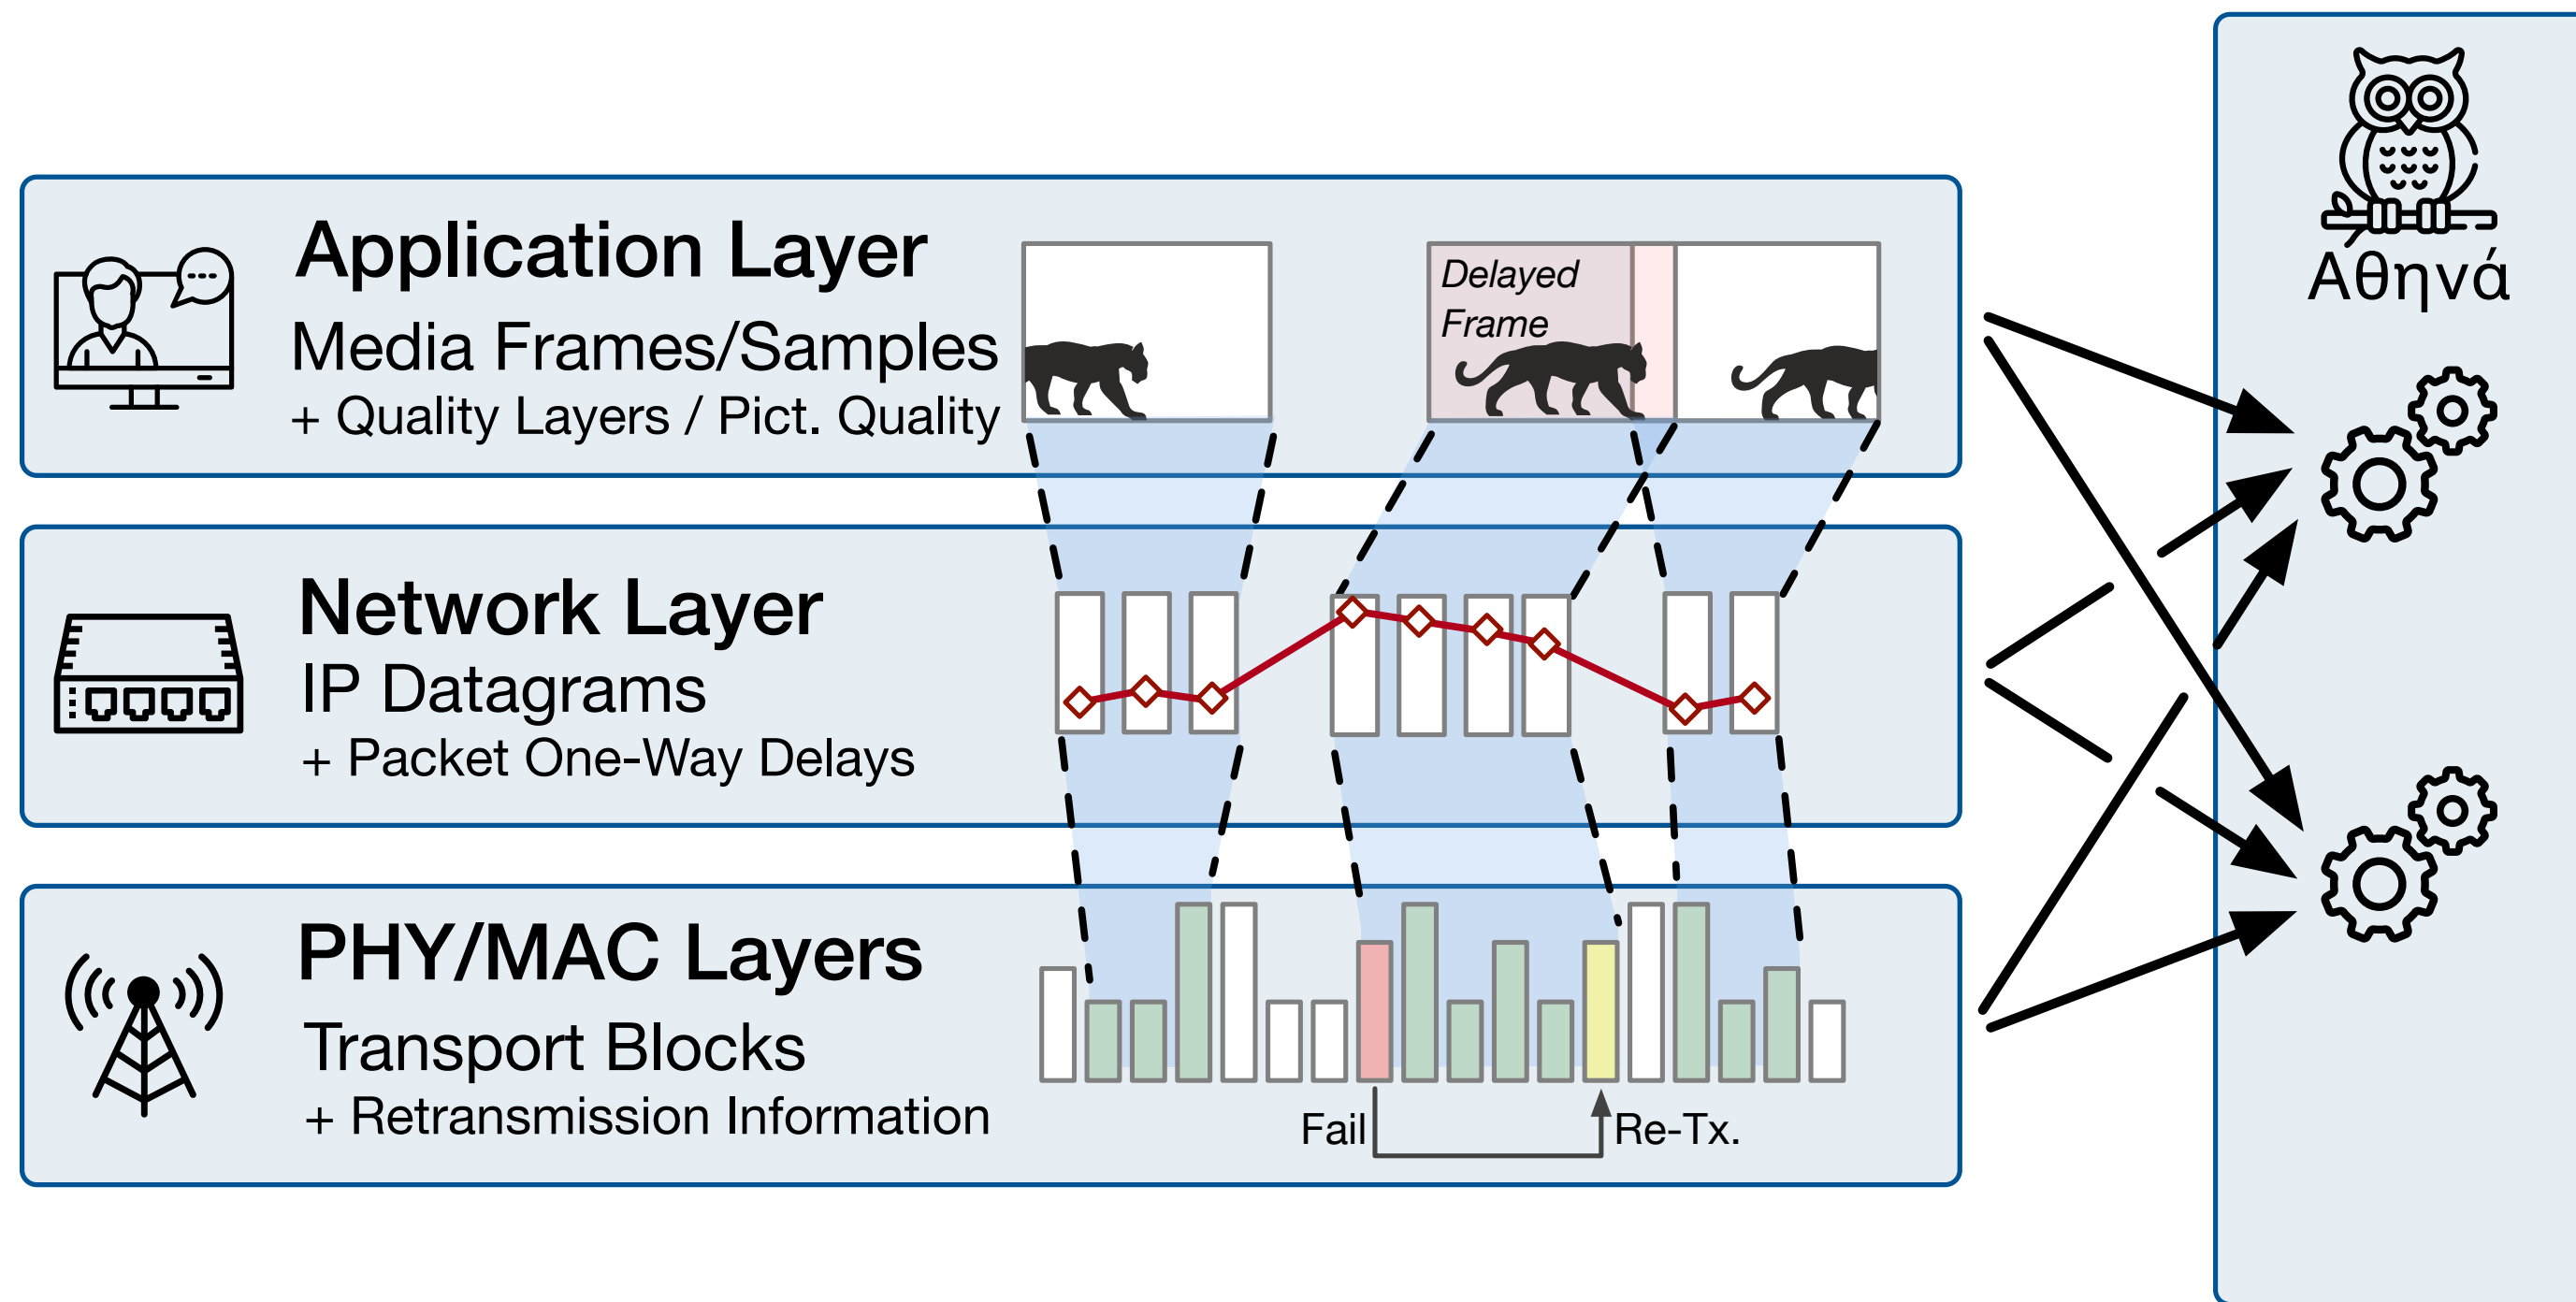 Application Layer
Media Frames/Samples
+ Quality Layers / Pict. Quality
Delayed
Frame
Network Layer
IP Datagrams
+ Packet One-Way Delays
PHY/MAC Layers
Transport Blocks
+ Retransmission Information
Fail
Re-Tx.
Αθηνά